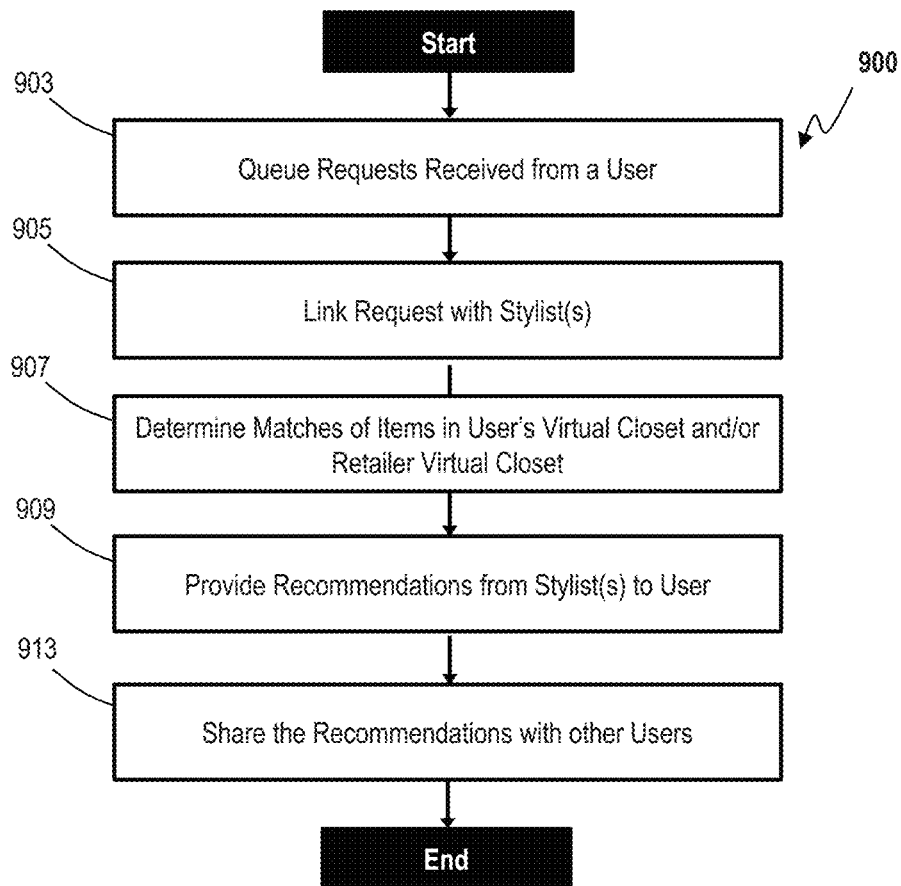 Start
900
903
Queue Requests Received from a User
905
Link Request with Stylist(s)
907
Determine Matches of Items in User's Virtual Closet and/or
Retailer Virtual Closet
909
Provide Recommendations from Stylist(s) to User
913
Share the Recommendations with other Users
End